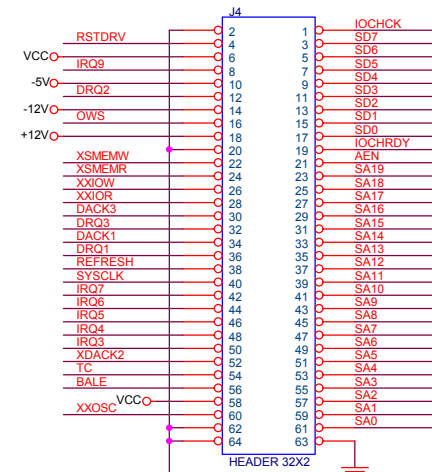 J4
2 1 IOCHCK
RSTDRV 4 3 SD7
VCC 6 5 SD6
IRQ9 8 7 SD5
-5V 10 9 SD4
DRQ2 12 11 SD3
-12V 14 13 SD2
OWS 16 15 SD1
+12V 18 17 SD0
20 19 IOCHRDY
XSMEMW 22 21 AEN
XSMEMR 24 23 SA19
XXIOW 26 25 SA18
XXIOR 28 27 SA17
DACK3 30 29 SA16
DRQ3 32 31 SA15
DACK1 34 33 SA14
DRQ1 36 35 SA13
REFRESH 38 37 SA12
SYSCLK 40 39 SA11
IRQ7 42 41 SA10
IRQ6 44 43 SA9
IRQ5 46 45 SA8
IRQ4 48 47 SA7
IRQ3 50 49 SA6
XDACK2 52 51 SA5
TC 54 53 SA4
BALE 56 55 SA3
VCC 58 57 SA2
XXOSC 60 59 SA1
62 61 SA0
64 63
HEADER 32X2